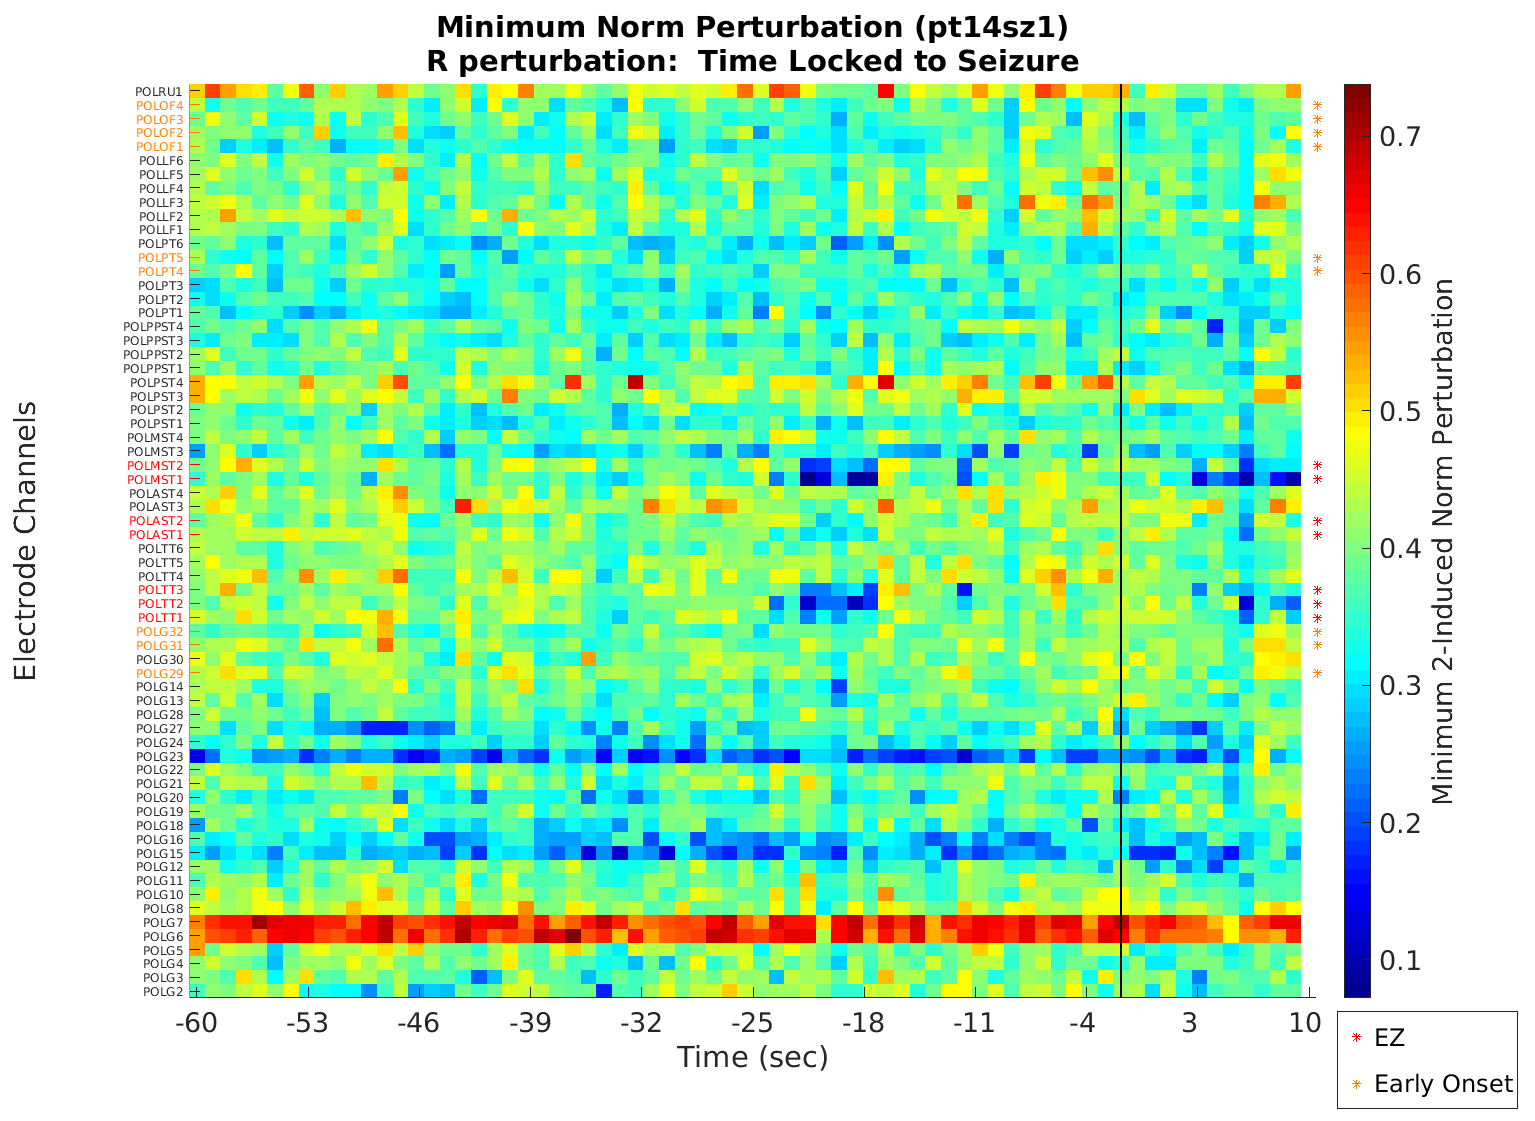 Minimum Norm Perturbation (pt14sz1)
R perturbation:  Time Locked to Seizure
Electrode Channels
POLRU1
POLOF4
POLOF3
POLOF2
POLOF1
POLLF6
POLLF5
POLLF4
POLLF3
POLLF2
POLLF1
POLPT6
POLPT5
POLPT4
POLPT3
POLPT2
POLPT1
POLPPST4
POLPPST3
POLPPST2
POLPPST1
POLPST4
POLPST3
POLPST2
POLPST1
POLMST4
POLMST3
POLMST2
POLMST1
POLAST4
POLAST3
POLAST2
POLAST1
POLTT6
POLTT5
POLTT4
POLTT3
POLTT2
POLTT1
POLG32
POLG31
POLG30
POLG29
POLG14
POLG13
POLG28
POLG27
POLG24
POLG23
POLG22
POLG21
POLG20
POLG19
POLG18
POLG16
POLG15
POLG12
POLG11
POLG10
POLG8
POLG7
POLG6
POLG5
POLG4
POLG3
POLG2
-60 -53 -46 -39 -32 -25 -18 -11 -4 3 10
Time (sec)
0.7
0.6
0.5
0.4
0.3
0.2
0.1
Minimum 2-Induced Norm Perturbation
EZ
Early Onset